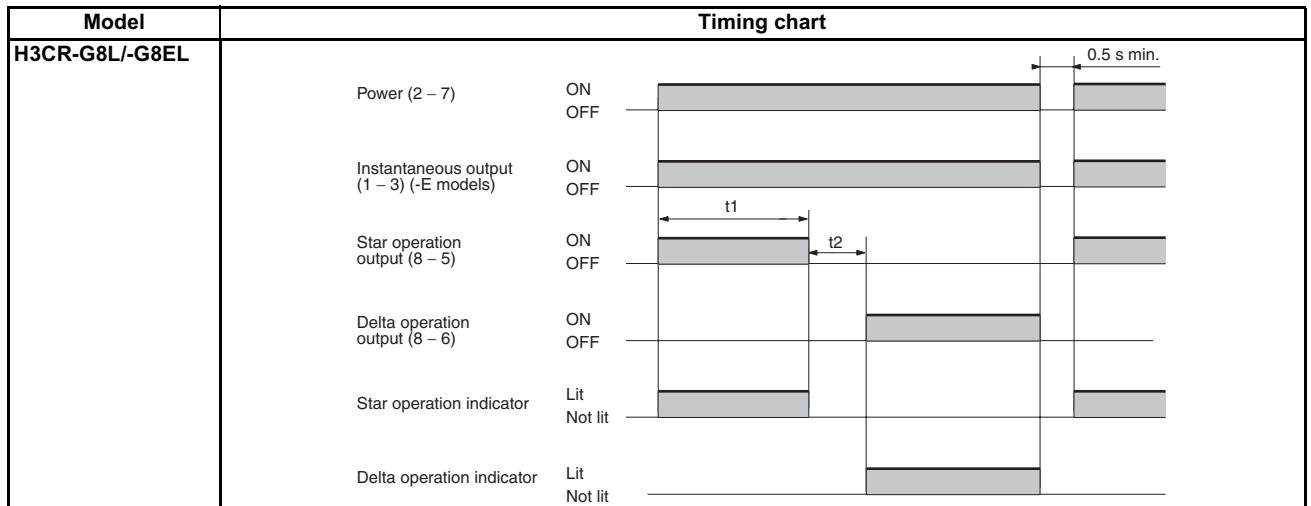 Model Timing chart
H3CR-G8L/-G8EL
0.5 s min.
Power (2 − 7) ON
OFF
Instantaneous output
(1 − 3) (-E models)
ON
OFF
t1
Star operation
output (8 − 5)
ON
OFF
t2
Delta operation
output (8 − 6)
ON
OFF
Star operation indicator
Lit
Not lit
Delta operation indicator
Lit
Not lit